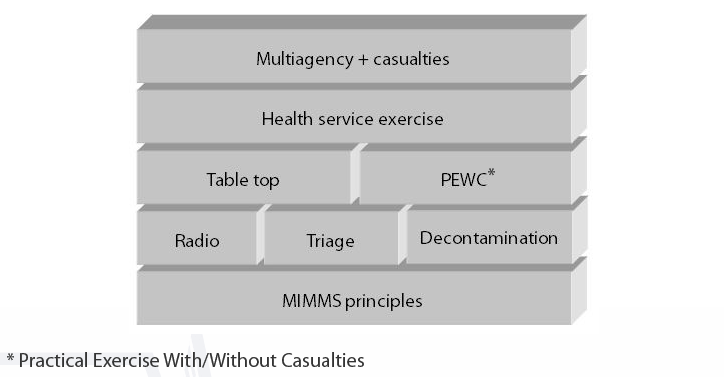 Multiagency + casualties
Health service exercise
Table top
PEWC*
Radio
Triage
Decontamination
MIMMS principles
* Practical Exercise With/Without Casualties